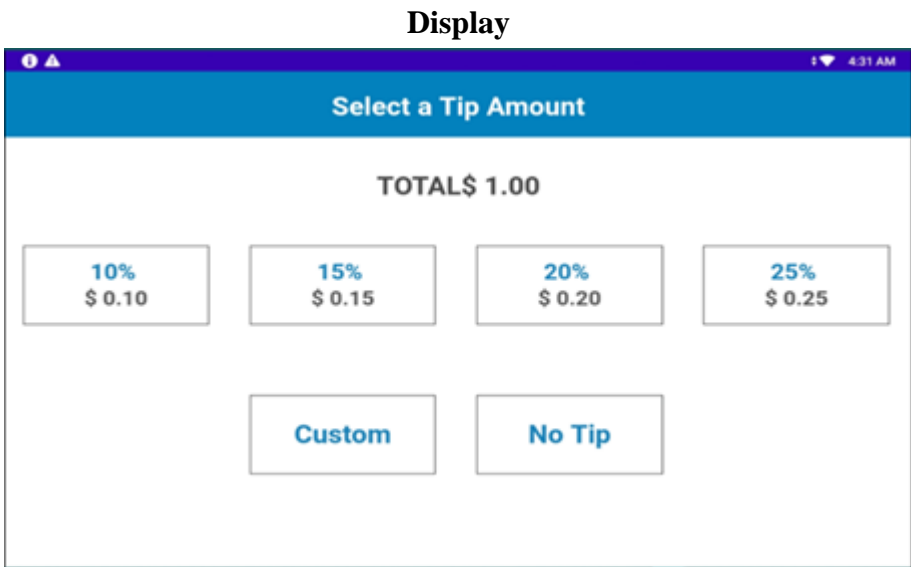 Display
4:31 AM
Select a Tip Amount
TOTAL$ 1.00
10% 15% 20% 25%
$ 0.10 $ 0.15 $ 0.20 $ 0.25
Custom No Tip